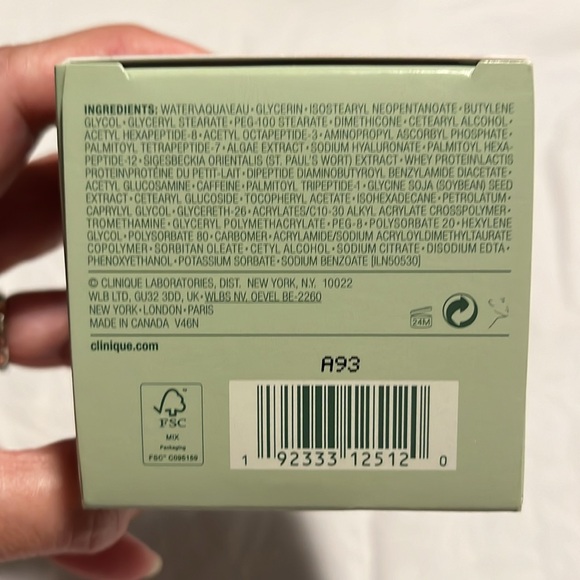 INGREDIENTS: WATER\AQUA\EAU • GLYCERIN • ISOSTEARYL NEOPENTANOATE • BUTYLENE
GLYCOL • GLYCERYL STEARATE • PEG-100 STEARATE • DIMETHICONE • CETEARYL ALCOHOL •
ACETYL HEXAPEPTIDE-8 • ACETYL OCTAPEPTIDE-3 • AMINOPROPYL ASCORBYL PHOSPHATE •
PALMITOYL TETRAPEPTIDE-7 • ALGAE EXTRACT • SODIUM HYALURONATE • PALMITOYL HEXA-
PEPTIDE-12 • SIGESBECKIA ORIENTALIS (ST. PAUL'S WORT) EXTRACT • WHEY PROTEIN\LACTIS
PROTEIN\PROTÉINE DU PETIT-LAIT • DIPEPTIDE DIAMINOBUTYROYL BENZYLAMIDE DIACETATE •
ACETYL GLUCOSAMINE • CAFFEINE • PALMITOYL TRIPEPTIDE-1 • GLYCINE SOJA (SOYBEAN) SEED
EXTRACT • CETEARYL GLUCOSIDE • TOCOPHERYL ACETATE • ISOHEXADECANE • PETROLATUM •
CAPRYLYL GLYCOL • GLYCERETH-26 • ACRYLATES/C10-30 ALKYL ACRYLATE CROSSPOLYMER •
TROMETHAMINE • GLYCERYL POLYMETHACRYLATE • PEG-8 • POLYSORBATE 20 • HEXYLENE
GLYCOL • POLYSORBATE 80 • CARBOMER • ACRYLAMIDE/SODIUM ACRYLOYLDIMETHYLTAURATE
COPOLYMER • SORBITAN OLEATE • CETYL ALCOHOL • SODIUM CITRATE • DISODIUM EDTA •
PHENOXYETHANOL • POTASSIUM SORBATE • SODIUM BENZOATE [ILN50530]
© CLINIQUE LABORATORIES, DIST. NEW YORK, N.Y. 10022
WLB LTD, GU32 3DD, UK • WLBS NV. OEVEL BE-2260
NEW YORK • LONDON • PARIS
MADE IN CANADA V46N
24M
clinique.com
A93
FSC
MIX
Packaging
FSC™ C095159
1 92333 12512 0